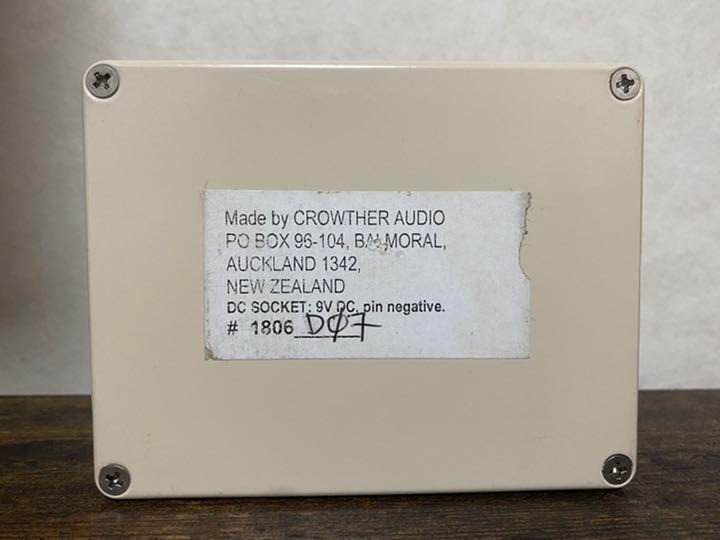 Made by CROWTHER AUDIO
PO BOX 96-104, BALMORAL,
AUCKLAND 1342,
NEW ZEALAND
DC SOCKET: 9V DC, pin negative.
# 1806 DØ7